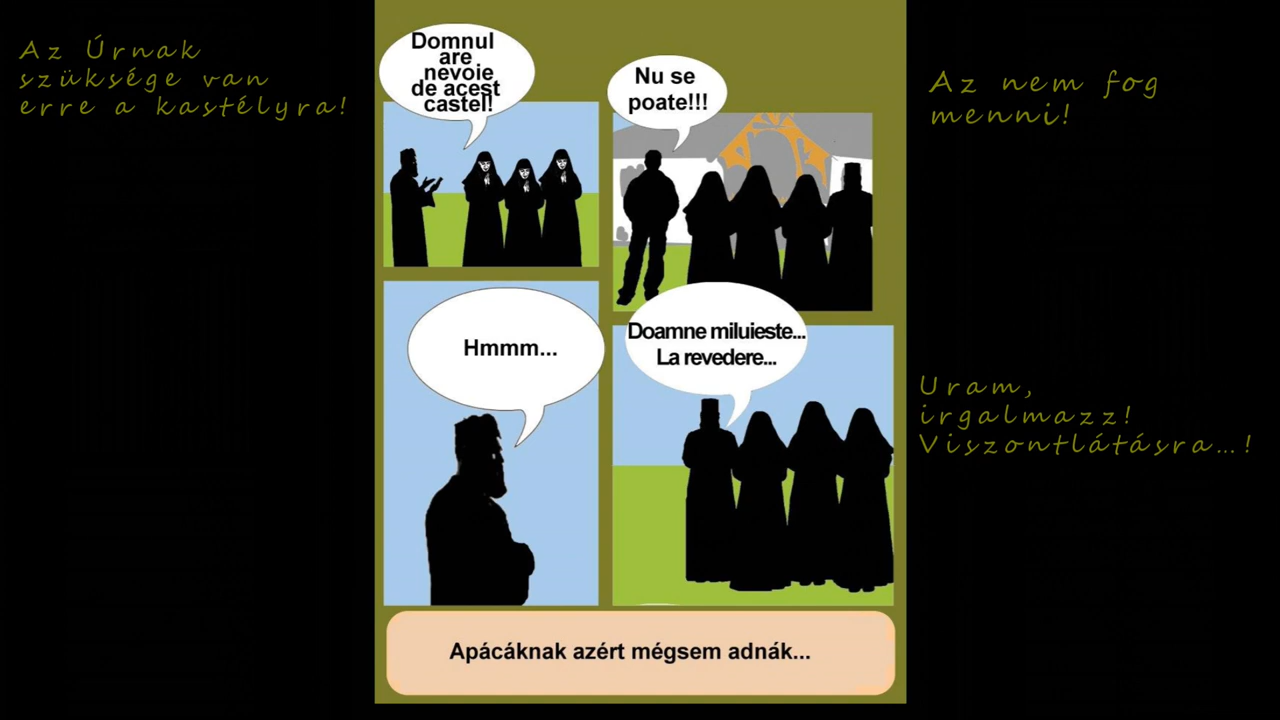 Az Úrnak
szüksége van
erre a kastélyra!
Domnul
are
nevoie
de acest
castel!
Nu se
poate!!!
Az nem fog
menni!
Hmmm...
Doamne miluieste...
La revedere...
Uram,
irgalmazz!
Viszontlátásra...!
Apácáknak azért mégsem adnák...